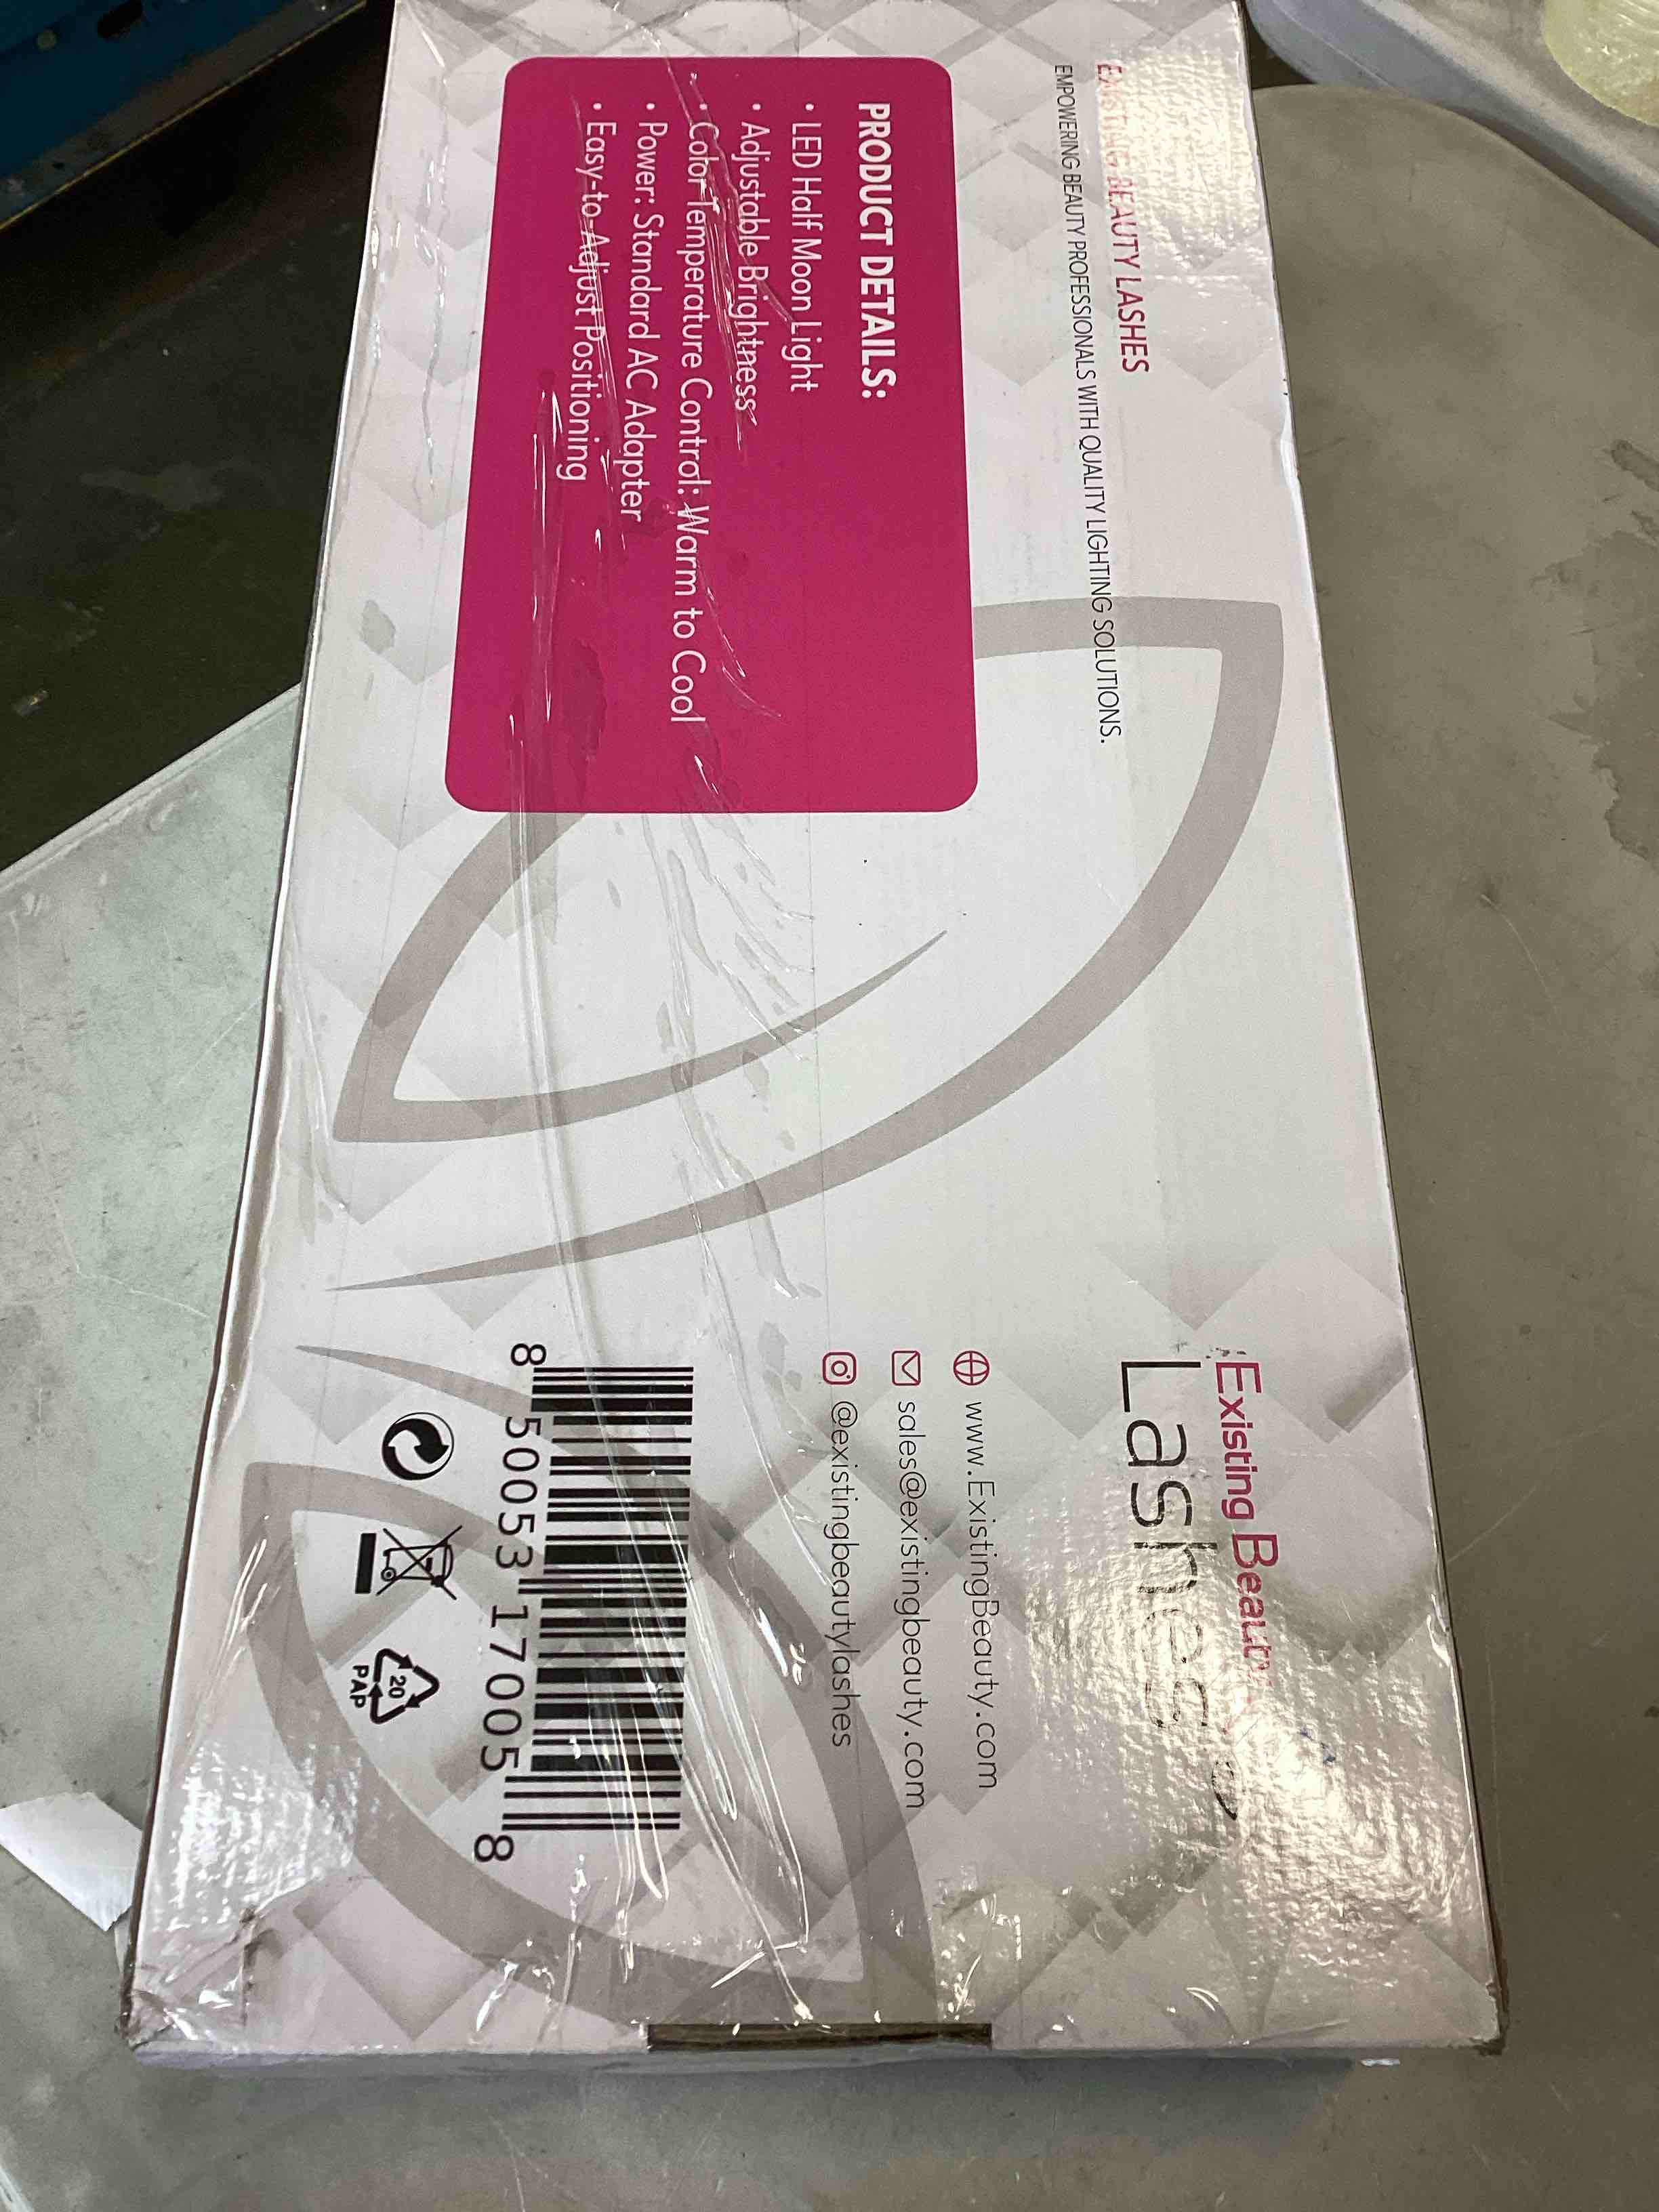 EXISTING BEAUTY LASHES
EMPOWERING BEAUTY PROFESSIONALS WITH QUALITY LIGHTING SOLUTIONS.
PRODUCT DETAILS:
• LED Half Moon Light
• Adjustable Brightness
• Color Temperature Control: Warm to Cool
• Power: Standard AC Adapter
• Easy-to-Adjust Positioning
Existing Beauty
Lashes
www.ExistingBeauty.com
sales@existingbeauty.com
@existingbeautylashes
8 50053 17005 8
20
PAP